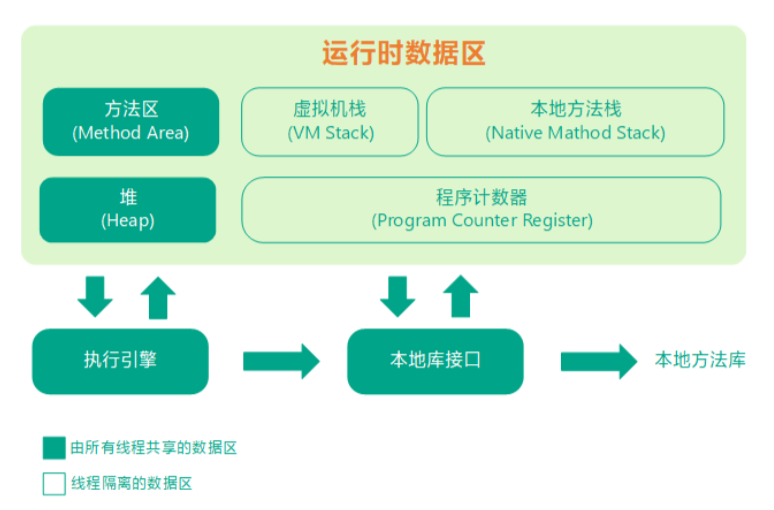 运行时数据区
方法区
(Method Area)
虚拟机栈
(VM Stack)
本地方法栈
(Native Mathod Stack)
堆
(Heap)
程序计数器
(Program Counter Register)
执行引擎
本地库接口
本地方法库
由所有线程共享的数据区
线程隔离的数据区